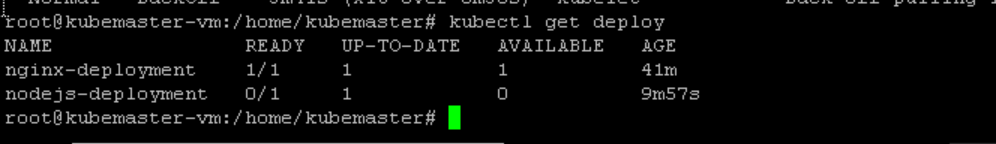 Normal BackOff (x16 over kubelet Back-off pulling
root@kubemaster-vm:/home/kubemaster# kubectl get deploy
NAME READY UP-TO-DATE AVAILABLE AGE
nginx-deployment 1/1 1 1 41m
nodejs-deployment 0/1 1 0 9m57s
root@kubemaster-vm:/home/kubemaster#